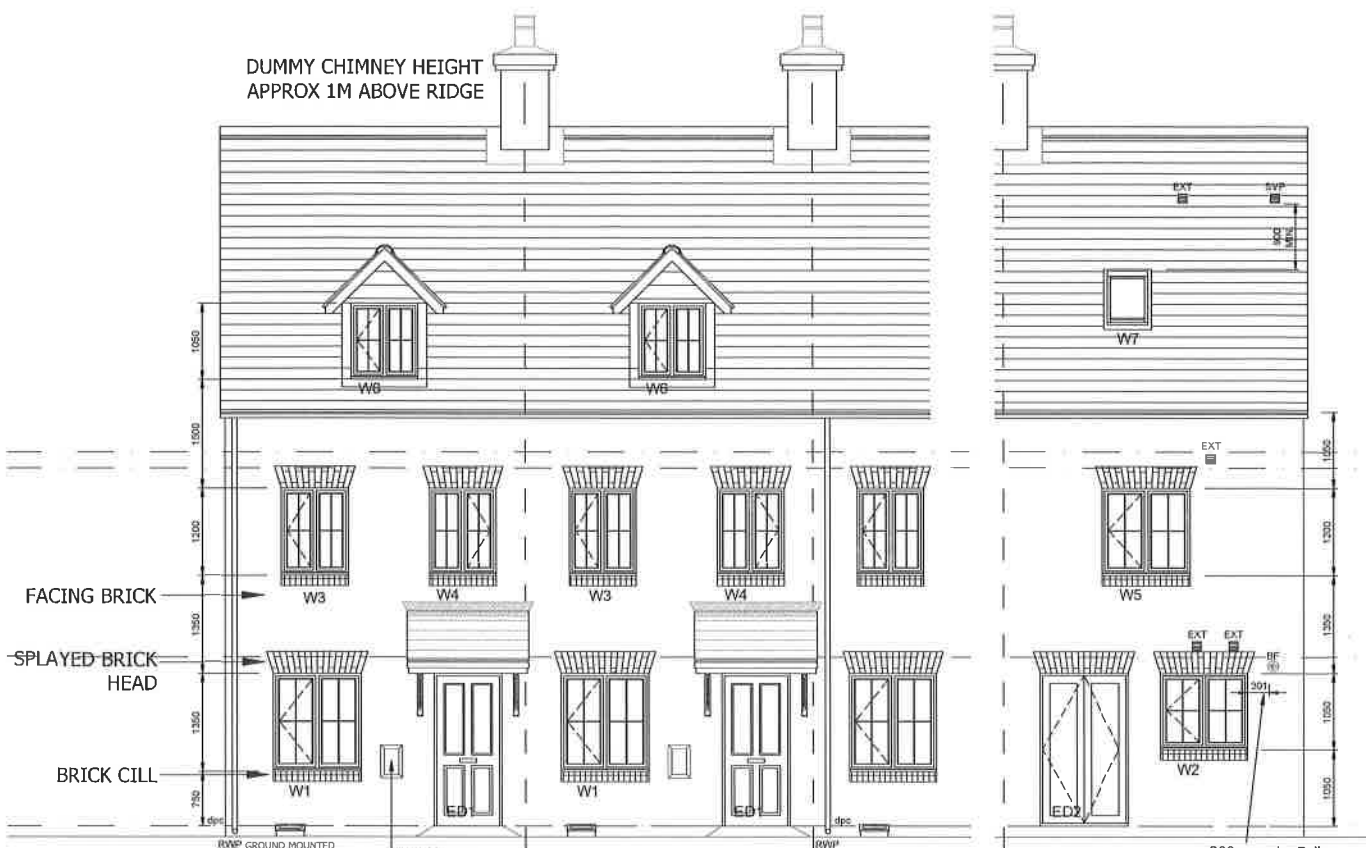 DUMMY CHIMNEY HEIGHT
APPROX 1M ABOVE RIDGE
EXT
SVP
900
MIN.
W7
1050
W6
W6
1500
1050
EXT
1200
1200
FACING BRICK
W3
W4
W3
W4
W5
1350
1350
SPLAYED BRICK
HEAD
EXT
EXT
BF
301
1350
1050
BRICK CILL
W1
W1
W2
750
1050
ED1
ED1
ED2
dpc
dpc
RWP
GROUND MOUNTED
RWP